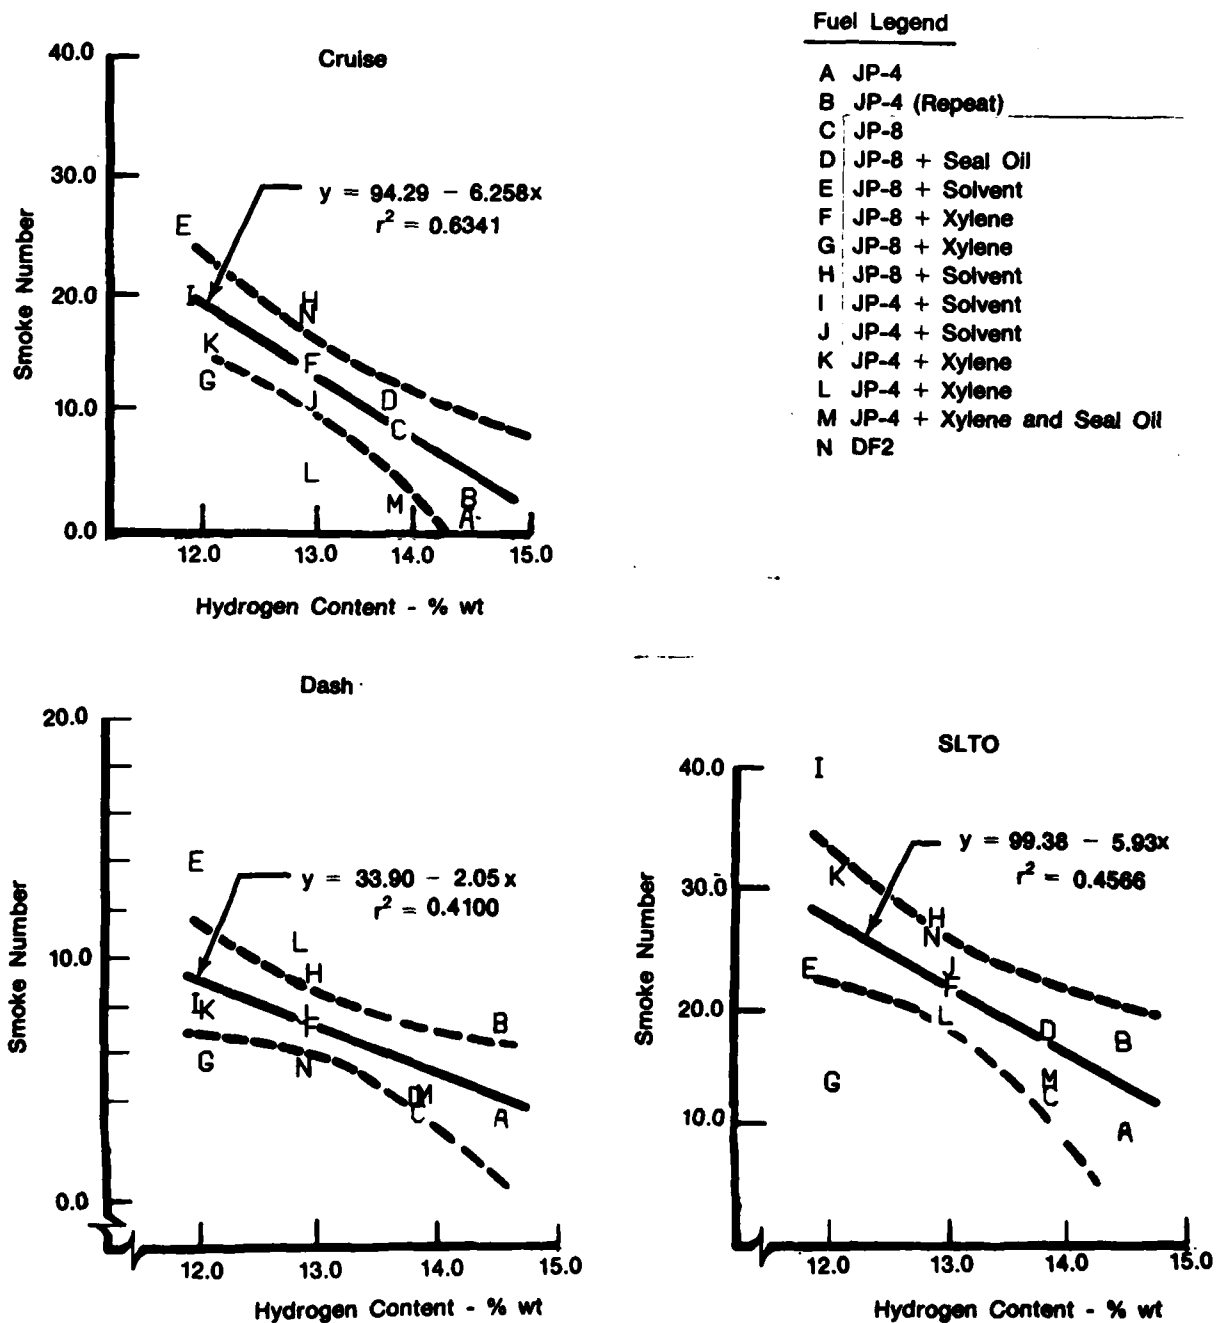 Fuel Legend
A JP-4
B JP-4 (Repeat)
C JP-8
D JP-8 + Seal Oil
E JP-8 + Solvent
F JP-8 + Xylene
G JP-8 + Xylene
H JP-8 + Solvent
I JP-4 + Solvent
J JP-4 + Solvent
K JP-4 + Xylene
L JP-4 + Xylene
M JP-4 + Xylene and Seal Oil
N DF2
Cruise
40.0
30.0
20.0
10.0
0.0
Smoke Number
y = 94.29 - 6.258x
r² = 0.6341
E
I
H
N
K
F
G
J
D
C
L
M
B
A
12.0 13.0 14.0 15.0
Hydrogen Content - % wt
Dash
20.0
10.0
0.0
Smoke Number
y = 33.90 - 2.05x
r² = 0.4100
E
L
H
I K
F
B
G
N
D M
C
A
12.0 13.0 14.0 15.0
Hydrogen Content - % wt
SLTO
40.0
30.0
20.0
10.0
Smoke Number
y = 99.38 - 5.93x
r² = 0.4566
I
K
H
N
E
J
F
L
D
B
G
M
C
A
12.0 13.0 14.0 15.0
Hydrogen Content - % wt